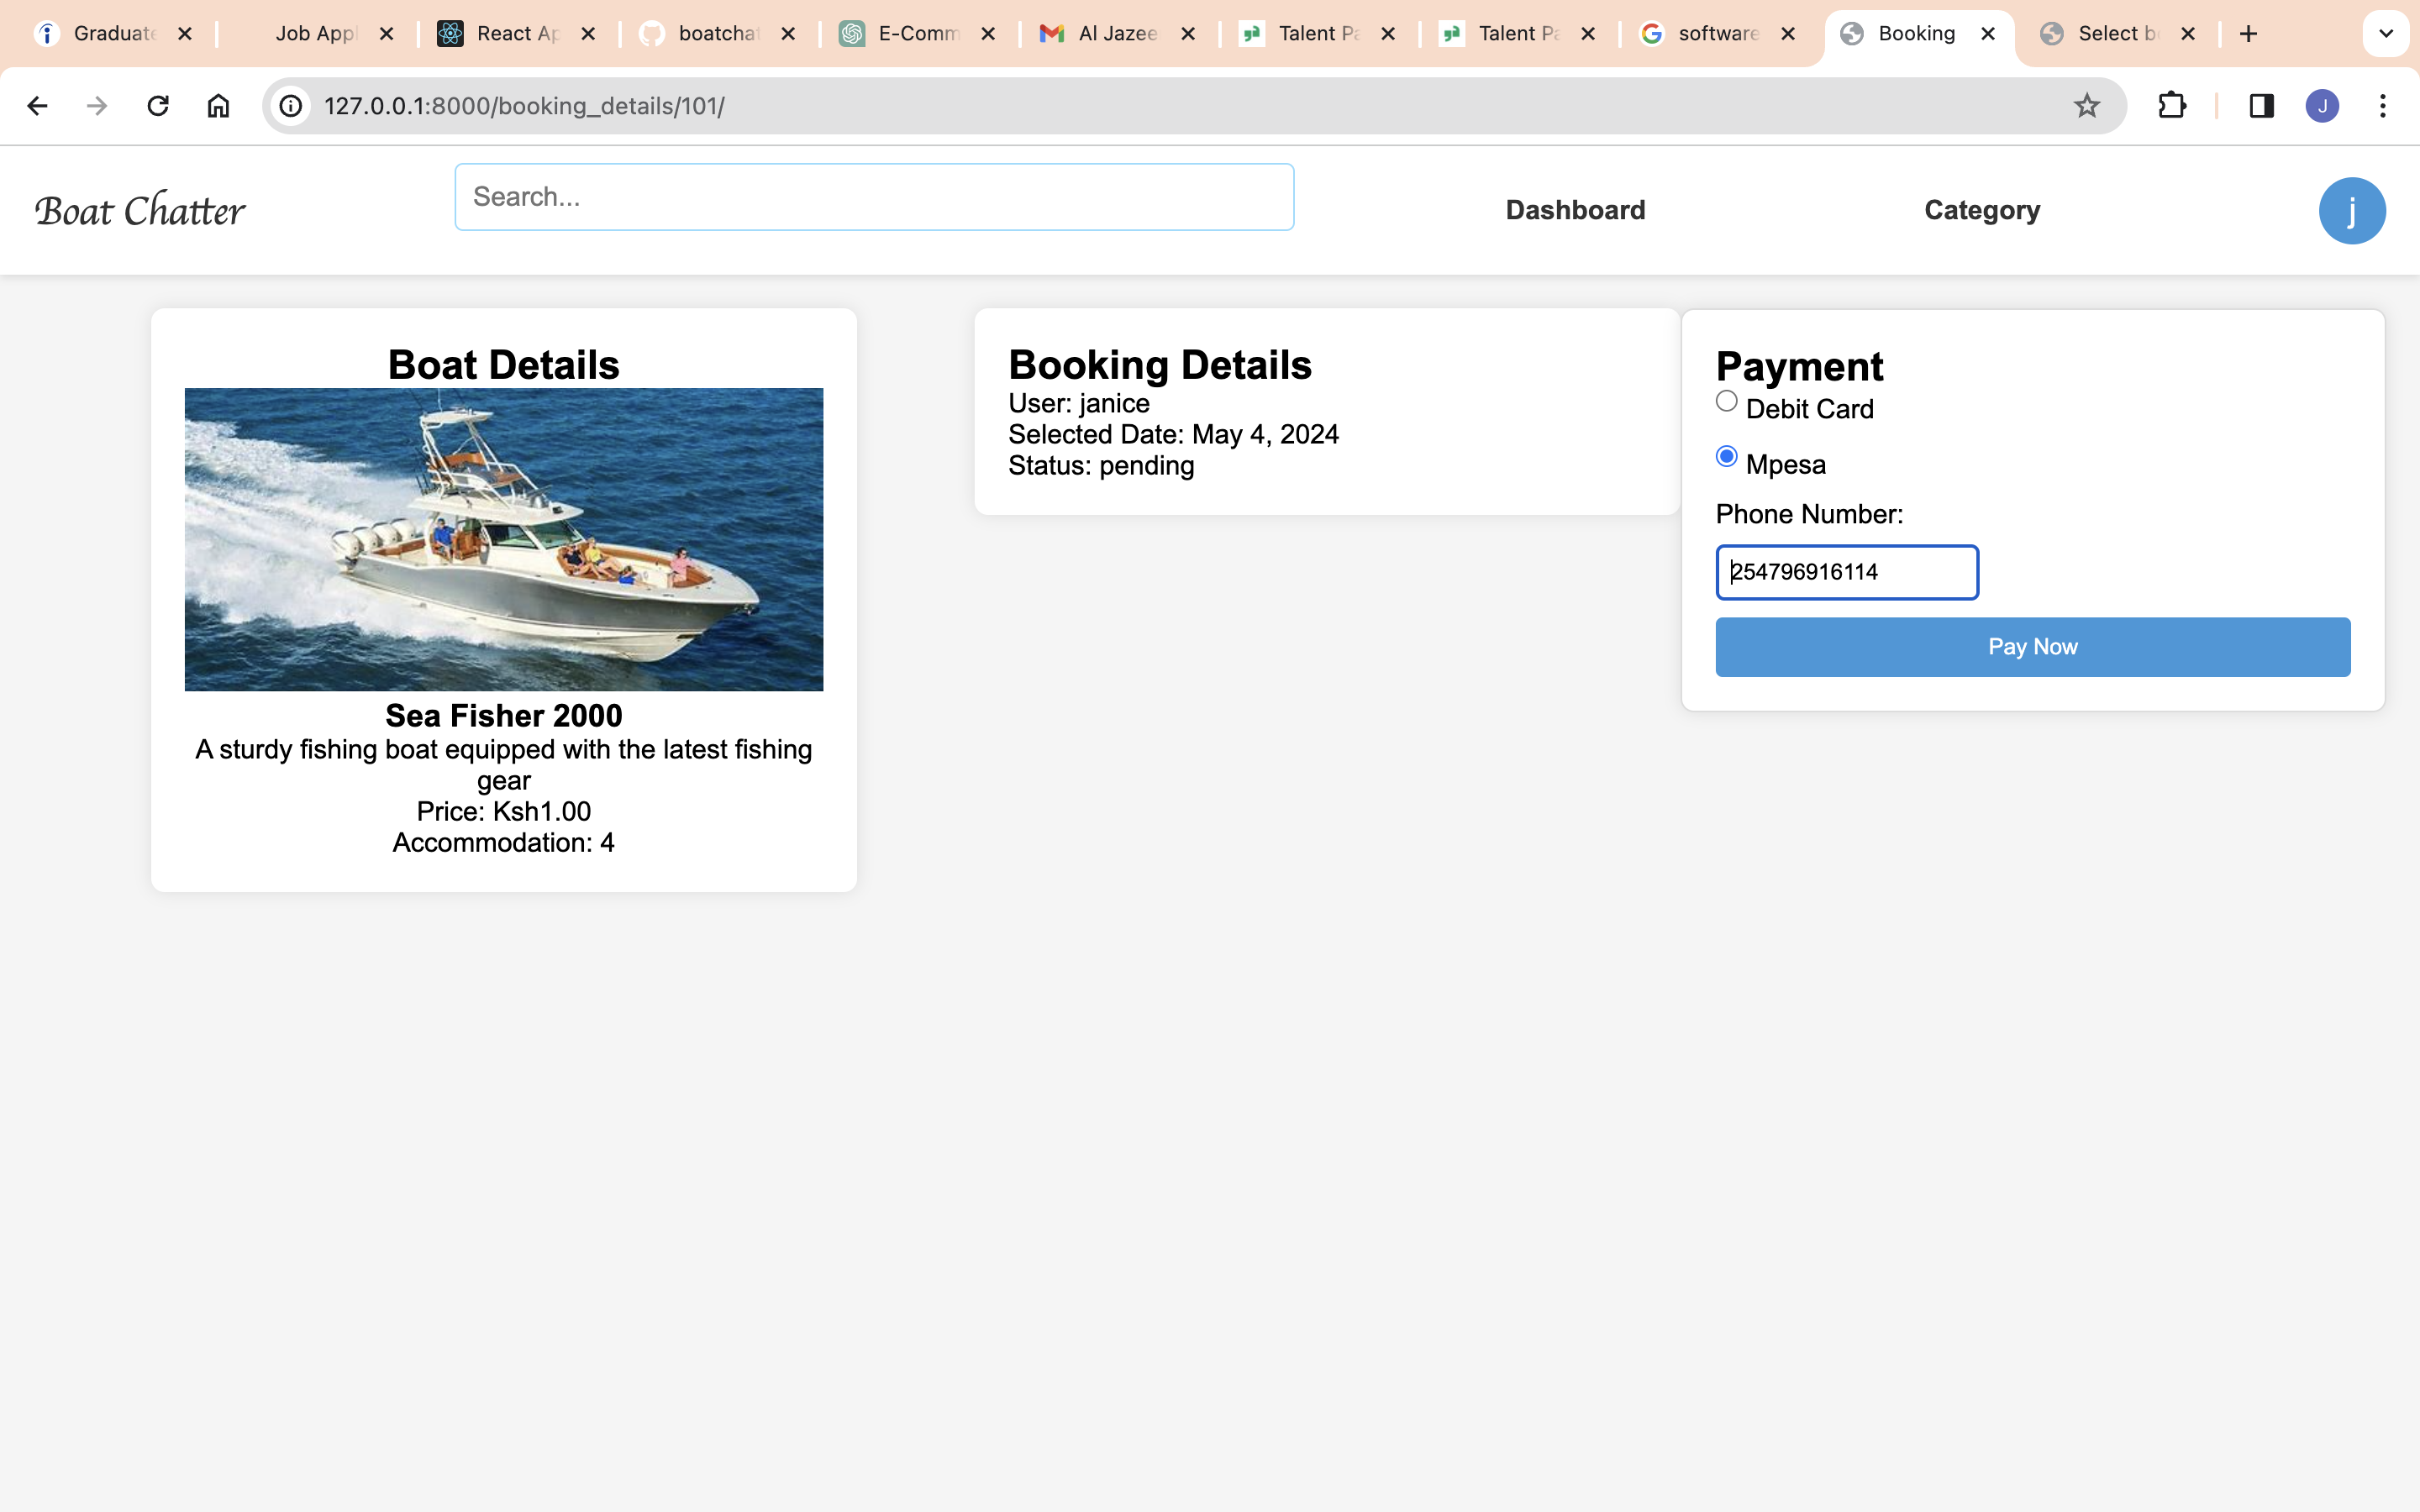 Graduate
Job Appl
React Ap
boatchat
E-Comm
Al Jazee
Talent Pa
Talent Pa
software
Booking
Select b
127.0.0.1:8000/booking_details/101/
J
Boat Chatter
Search...
Dashboard
Category
j
Boat Details
Sea Fisher 2000
A sturdy fishing boat equipped with the latest fishing
gear
Price: Ksh1.00
Accommodation: 4
Booking Details
User: janice
Selected Date: May 4, 2024
Status: pending
Payment
Debit Card
Mpesa
Phone Number:
254796916114
Pay Now